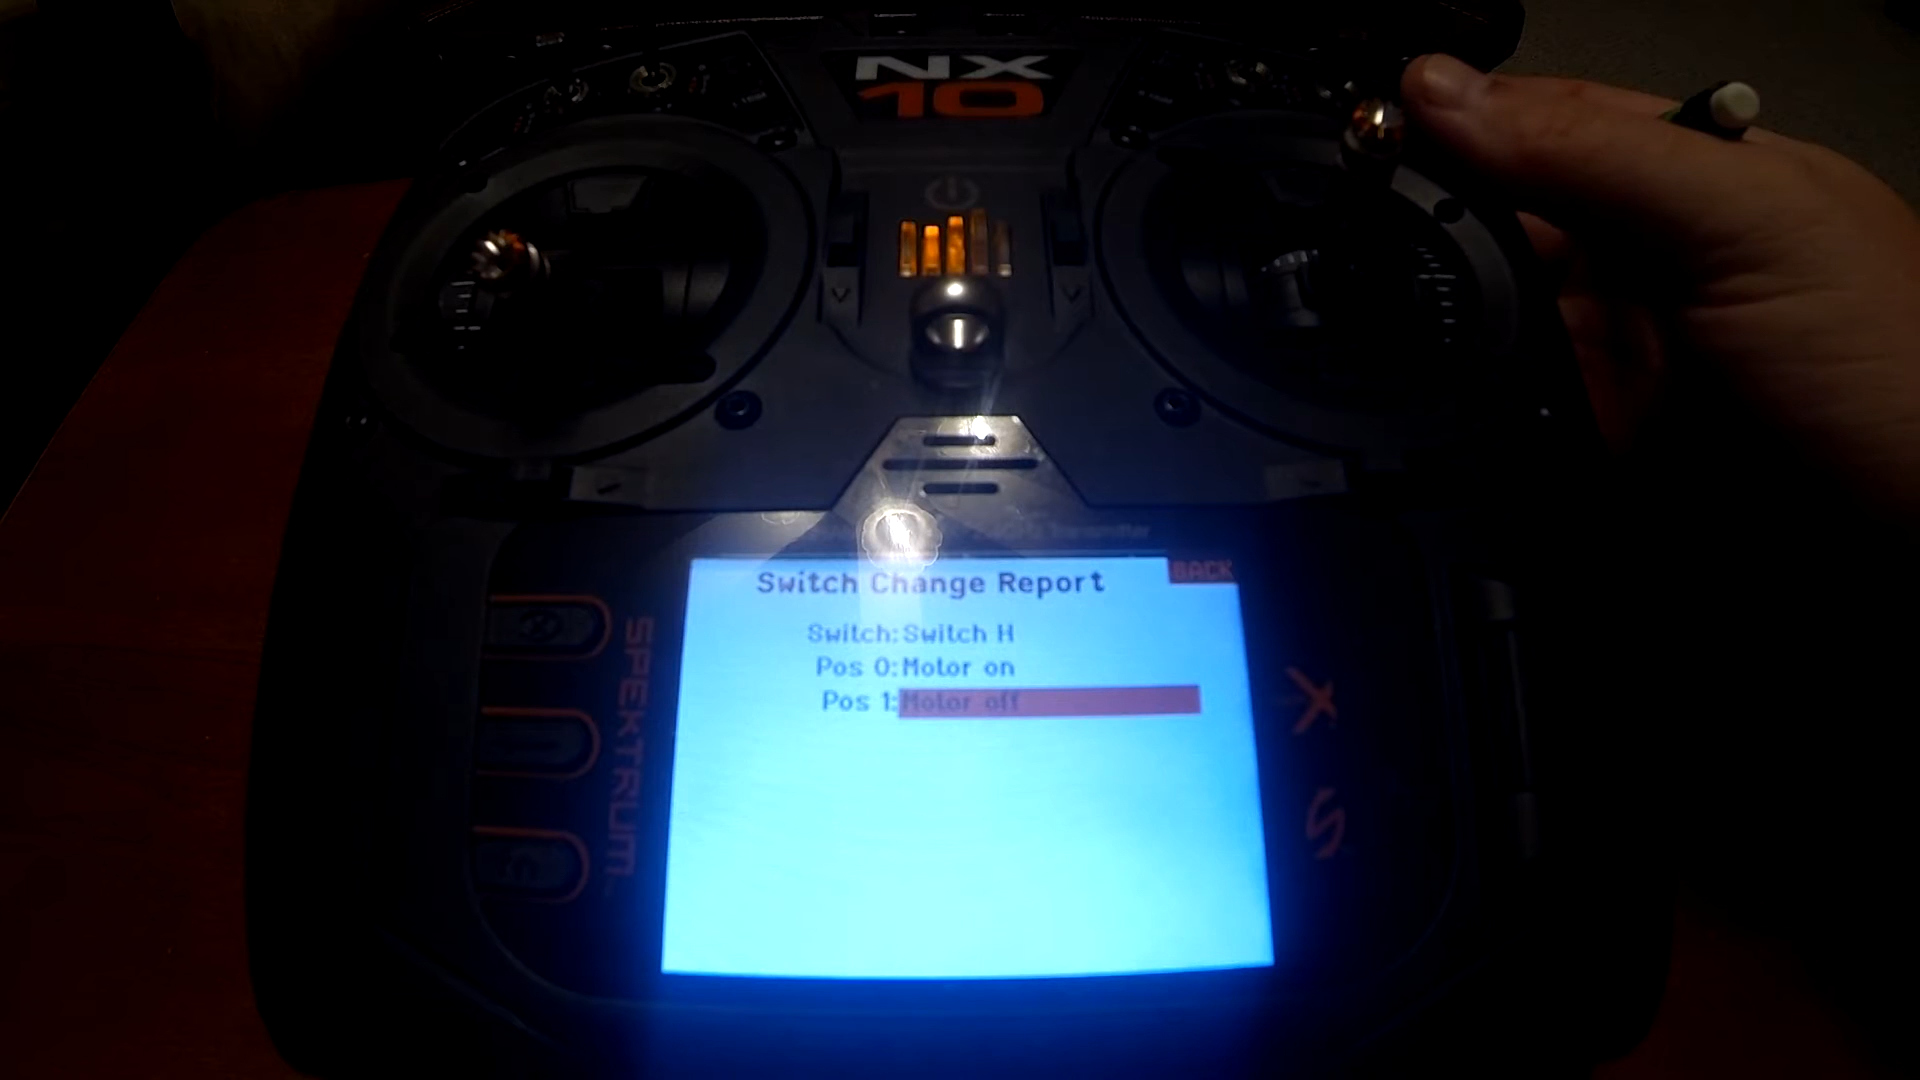 NX
10
BACK
Switch Change Report
Switch: Switch H
Pos 0: Motor on
Pos 1: Motor off
SPEKTRUM